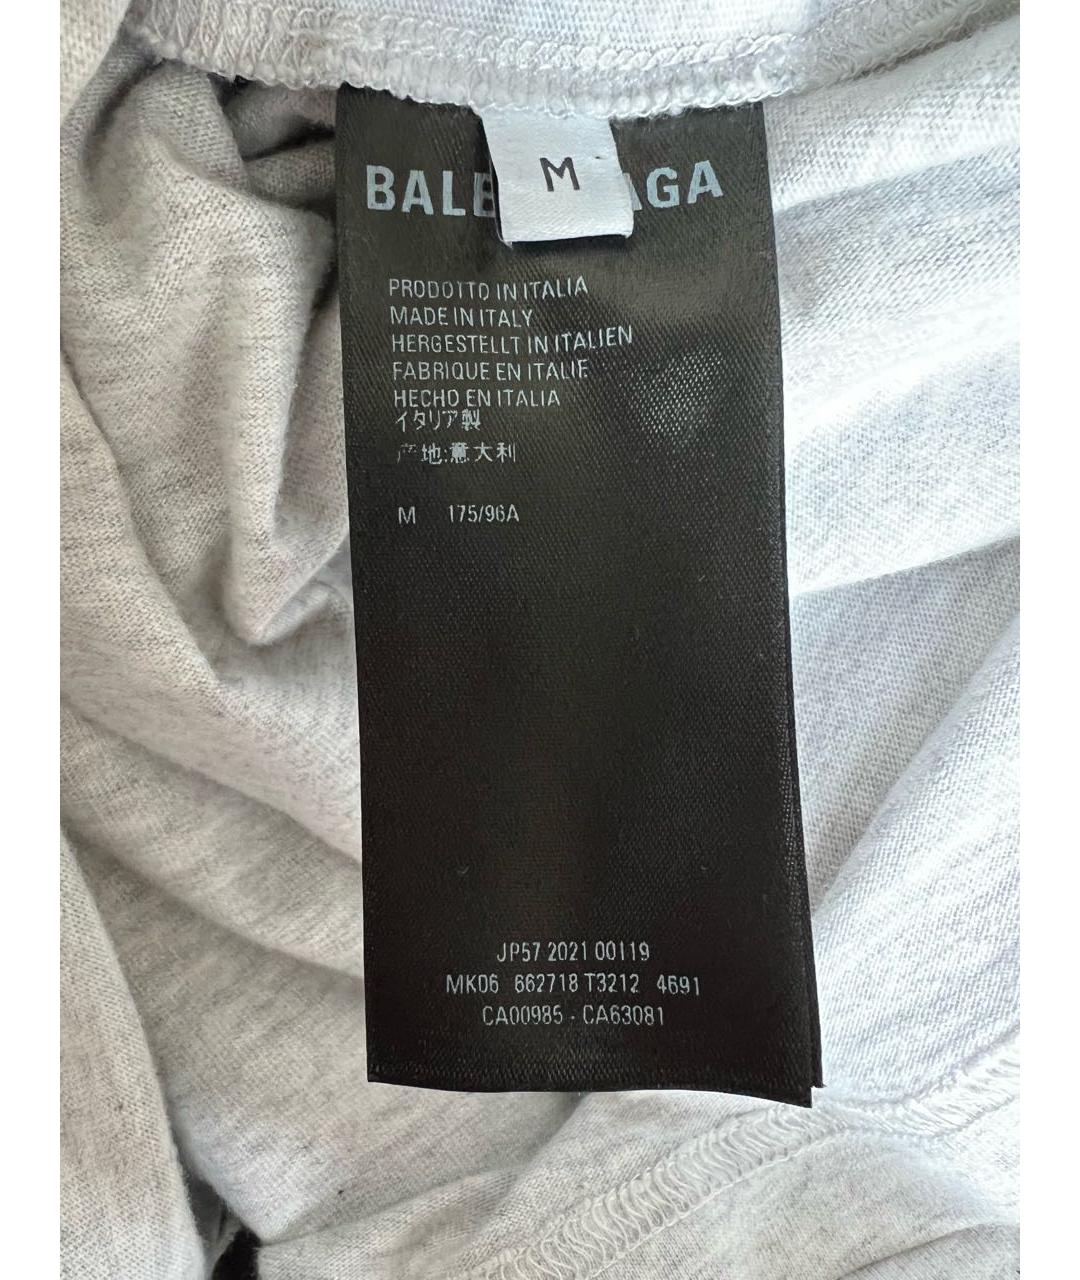 M
BALE AGA
PRODOTTO IN ITALIA
MADE IN ITALY
HERGESTELLT IN ITALIEN
FABRIQUE EN ITALIE
HECHO EN ITALIA
イタリア製
产地:意大利
M 175/96A
JP57 2021 00119
MK06 662718 T3212 4691
CA00985 - CA63081